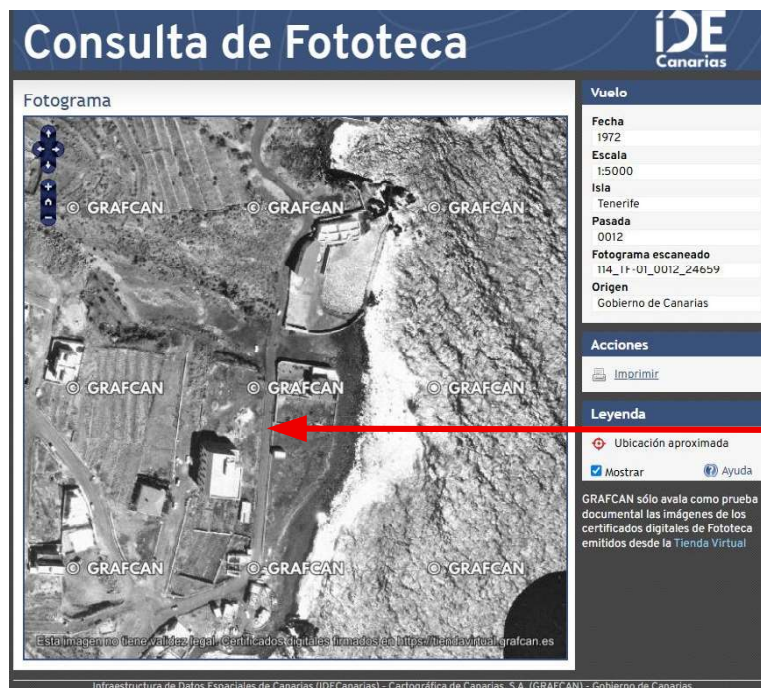 Consulta de Fototeca
iDE
Canarias
Fotograma
© GRAFCAN © GRAFCAN © GRAFCAN
© GRAFCAN © GRAFCAN © GRAFCAN
© GRAFCAN © GRAFCAN © GRAFCAN
Esta imagen no tiene validez legal. Certificados digitales firmados en https://tiendavirtual.grafcan.es
Vuelo
Fecha
1972
Escala
1:5000
Isla
Tenerife
Pasada
0012
Fotograma escaneado
114_TF-01_0012_24659
Origen
Gobierno de Canarias
Acciones
Imprimir
Leyenda
Ubicación aproximada
Mostrar Ayuda
GRAFCAN sólo avala como prueba
documental las imágenes de los
certificados digitales de Fototeca
emitidos desde la Tienda Virtual
Infraestructura de Datos Espaciales de Canarias (IDECanarias) - Cartográfica de Canarias, S.A. (GRAFCAN) - Gobierno de Canarias